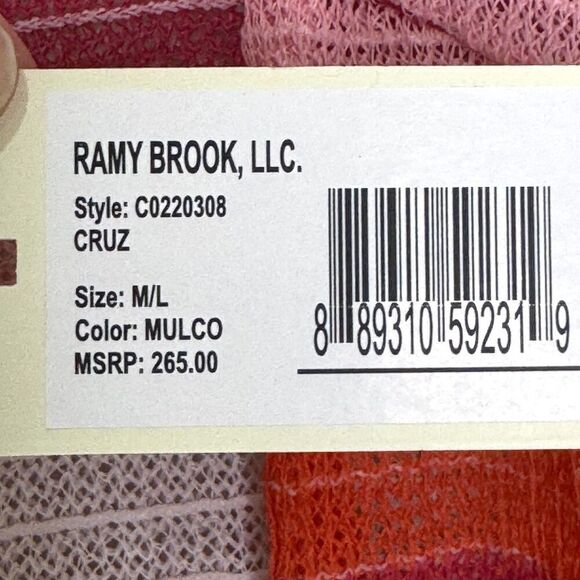 RAMY BROOK, LLC.
Style: C0220308
CRUZ
Size: M/L
Color: MULCO
MSRP: 265.00
8 89310 59231 9